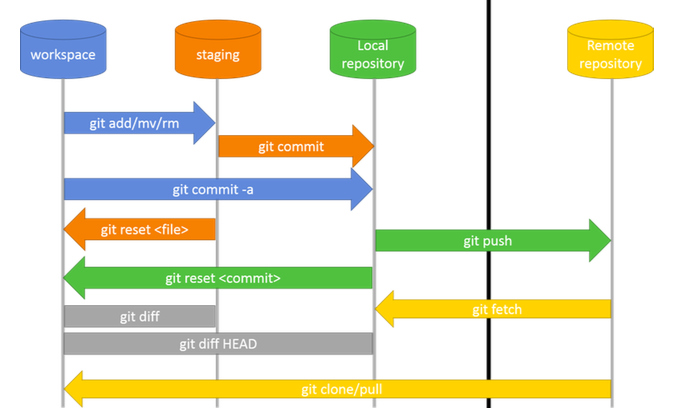 workspace
staging
Local
repository
Remote
repository
git add/mv/rm
git commit
git commit -a
git reset <file>
git push
git reset <commit>
git fetch
git diff
git diff HEAD
git clone/pull